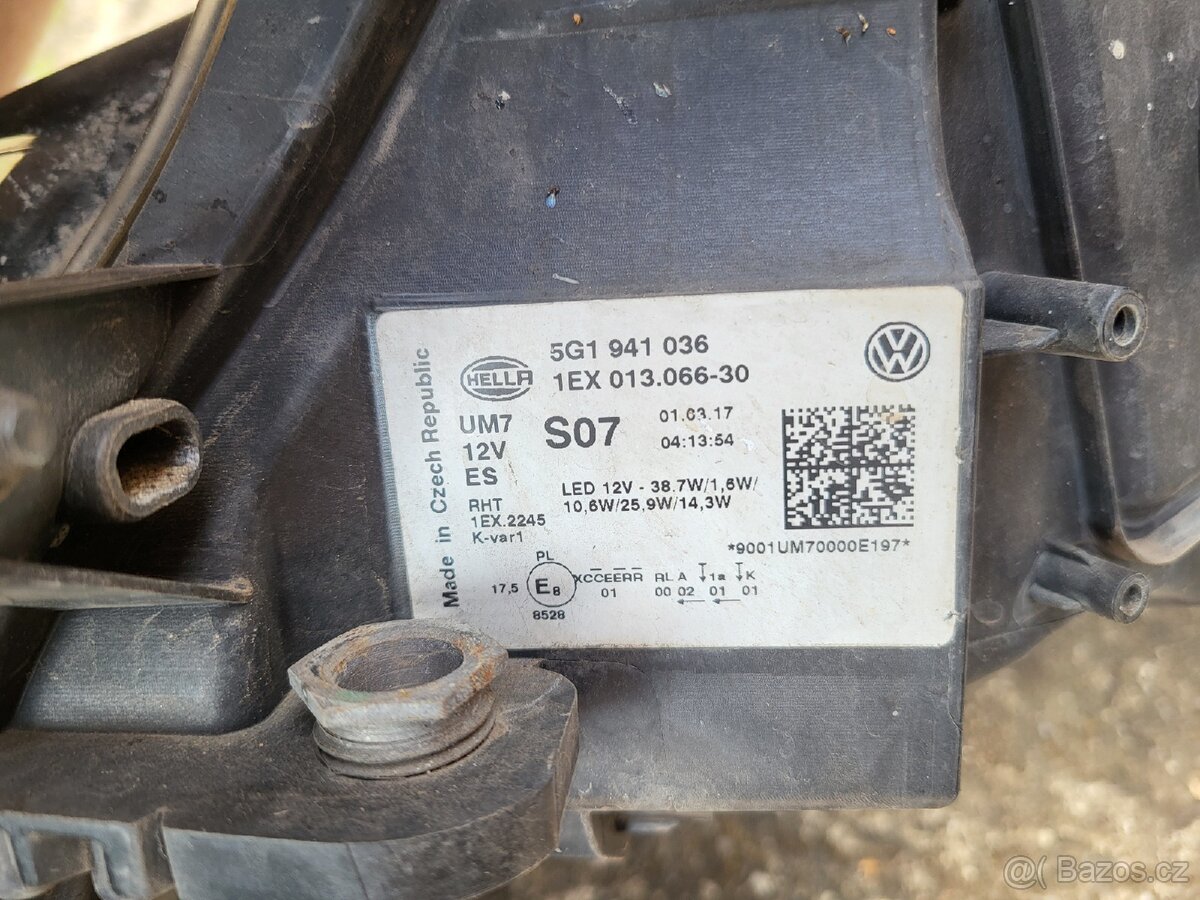 Made in Czech Republic
HELLA
5G1 941 036
1EX 013.066-30
UM7
12V
ES
S07
01.03.17
04:13:54
RHT
1EX.2245
K-var1
LED 12V - 38.7W/1,6W/
10,6W/25,9W/14,3W
*9001UM70000E197*
PL
17,5 E8 XCCEERR RL A 1a K
01 00 02 01 01
8528
@( Bazos.cz